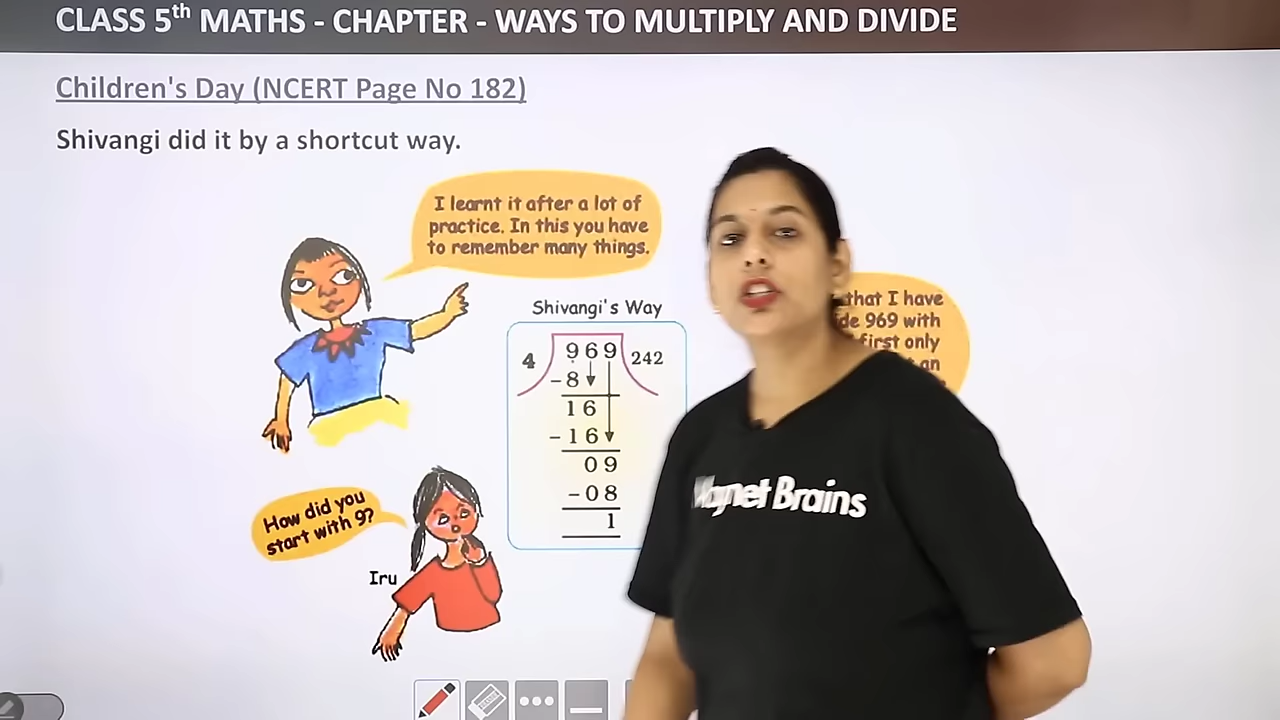 CLASS 5th MATHS - CHAPTER - WAYS TO MULTIPLY AND DIVIDE
Children's Day (NCERT Page No 182)
Shivangi did it by a shortcut way.
I learnt it after a lot of
practice. In this you have
to remember many things.
Shivangi's Way
4 969 242
-8
16
-16
09
-08
1
that I have
969 with
first only
an
How did you
start with 9?
Iru
Magnet Brains